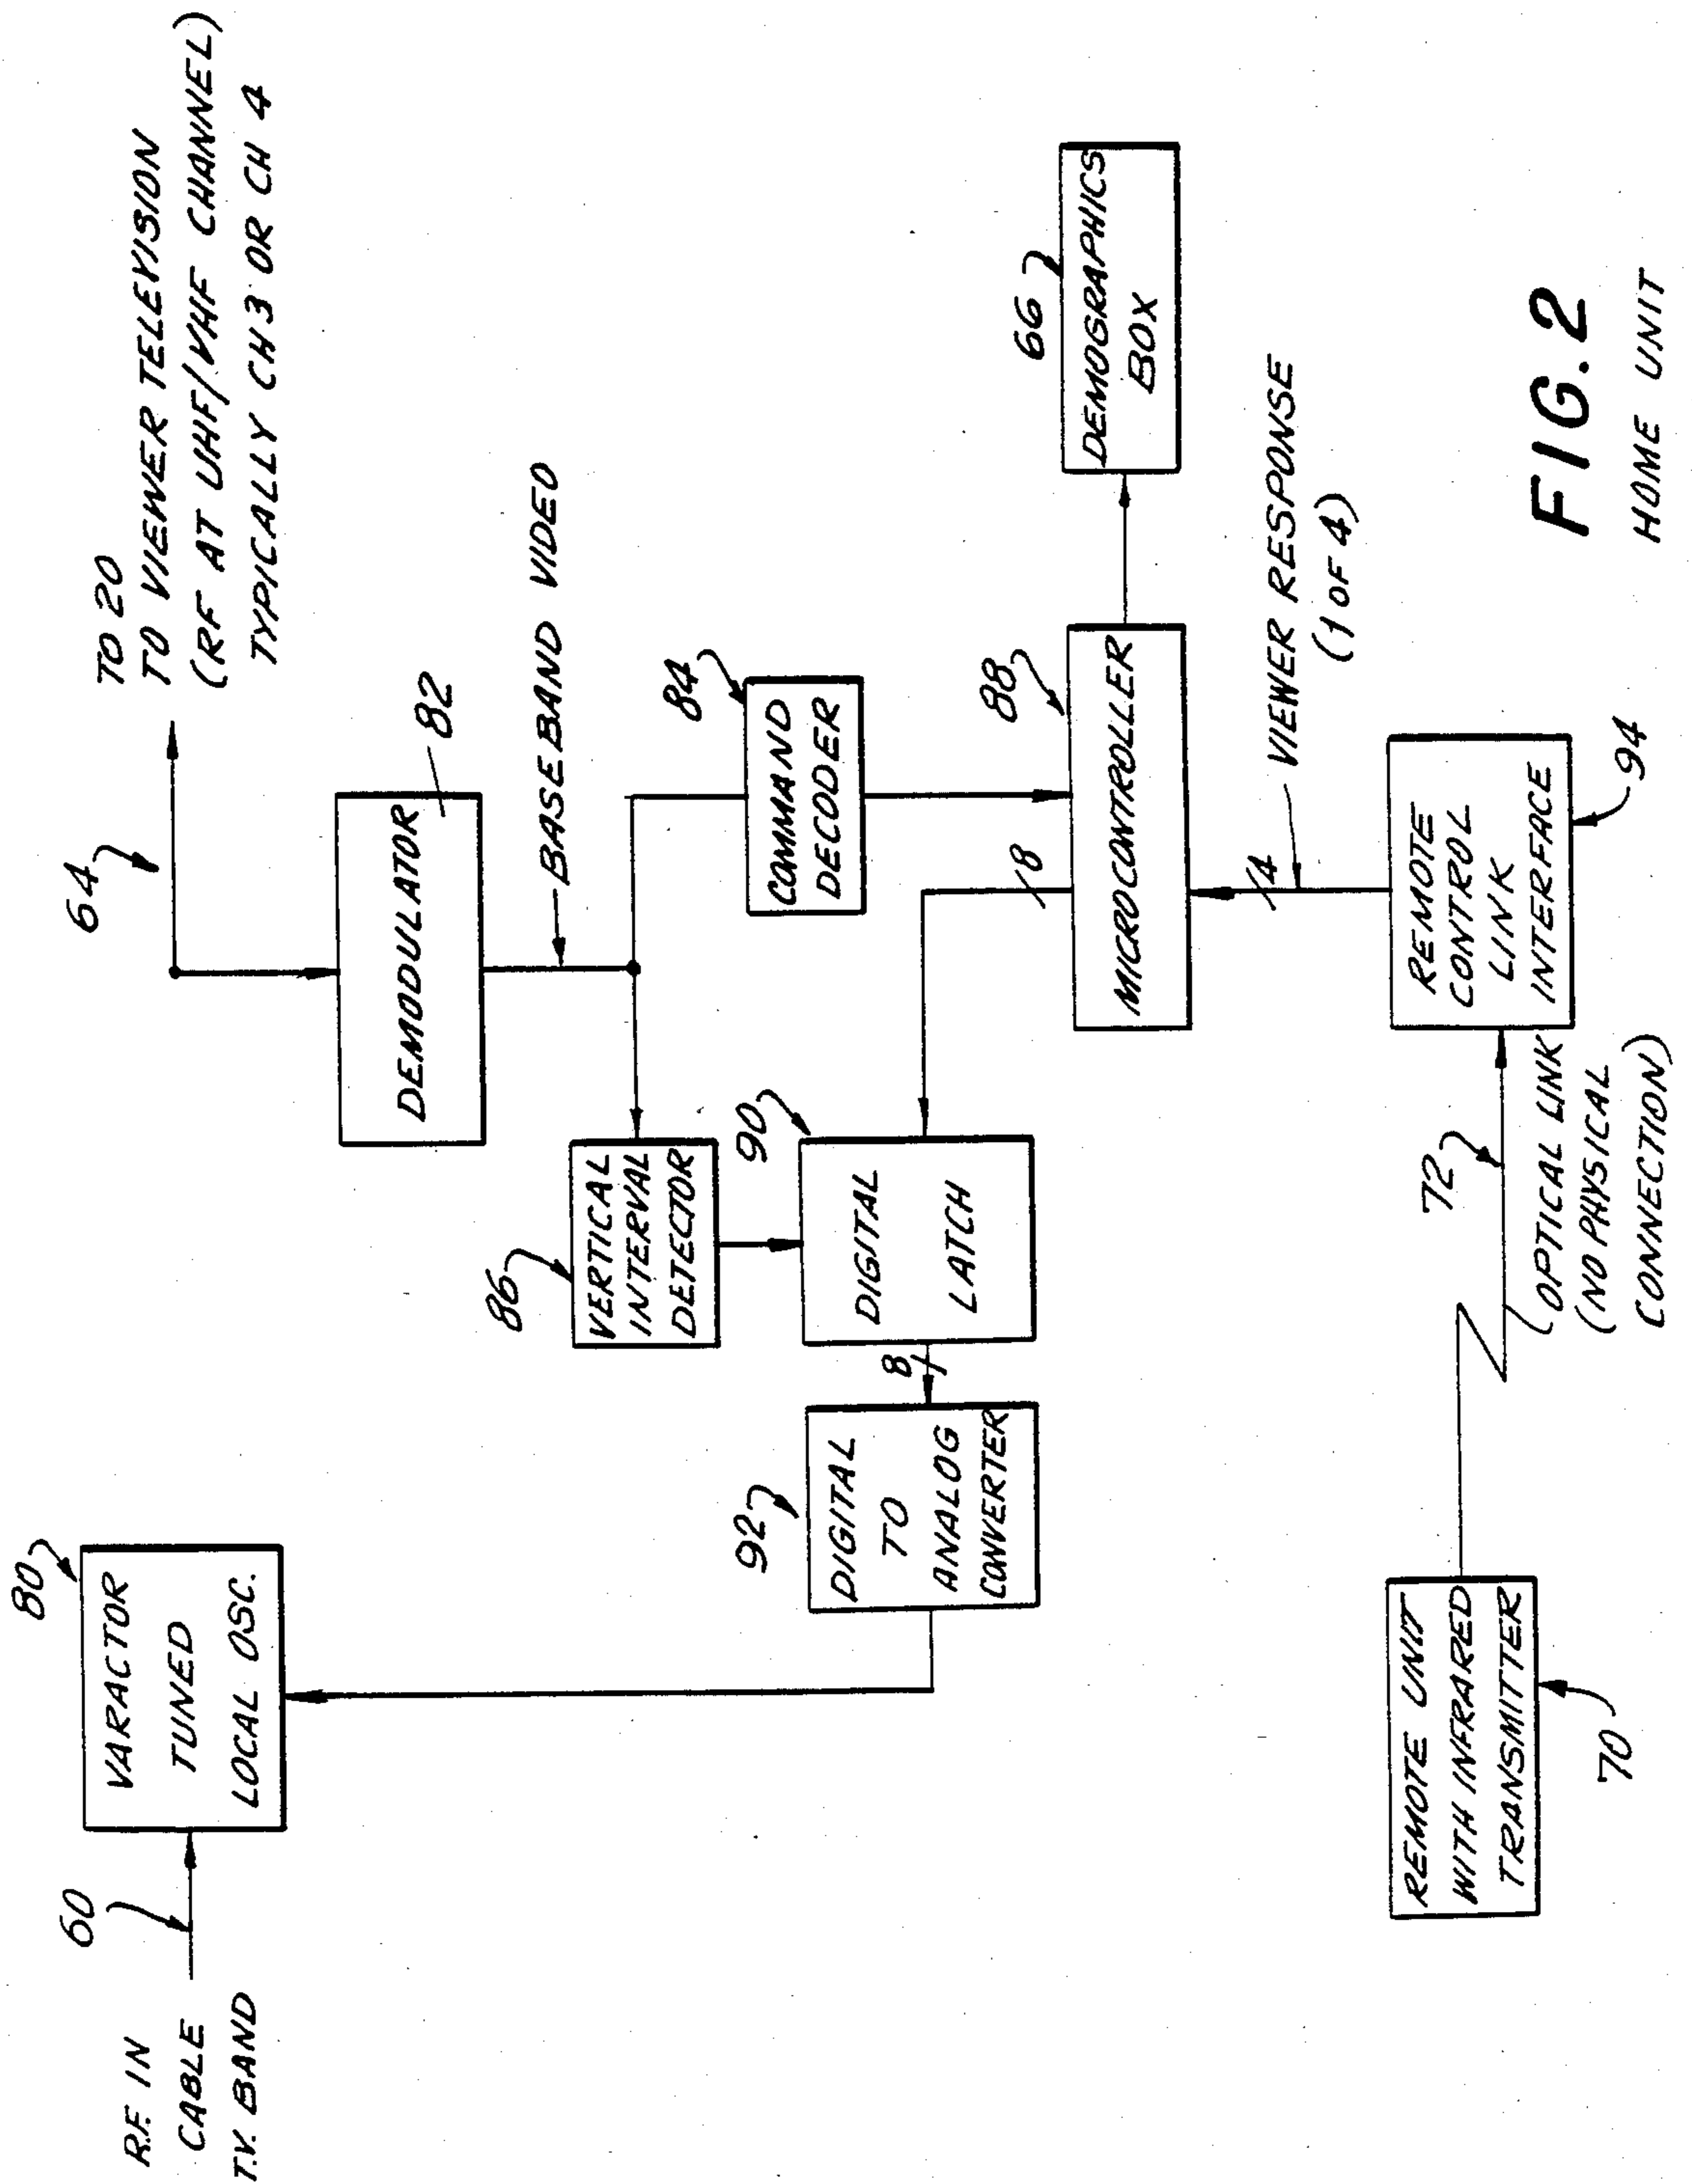 TO 20
TO VIEWER TELEVISION
(RF AT UHF/VHF CHANNEL)
TYPICALLY CH 3 OR CH 4
64
80
VARACTOR
TUNED
LOCAL OSC.
60
R.F. IN
CABLE
T.V. BAND
DEMODULATOR
82
BASEBAND VIDEO
86
VERTICAL
INTERVAL
DETECTOR
84
COMMAND
DECODER
92
DIGITAL
TO
ANALOG
CONVERTER
8
90
DIGITAL
LATCH
8
88
MICROCONTROLLER
66
DEMOGRAPHICS
BOX
4
VIEWER RESPONSE
(1 OF 4)
REMOTE UNIT
WITH INFRARED
TRANSMITTER
70
72
OPTICAL LINK
(NO PHYSICAL
CONNECTION)
REMOTE
CONTROL
LINK
INTERFACE
94
FIG. 2
HOME UNIT